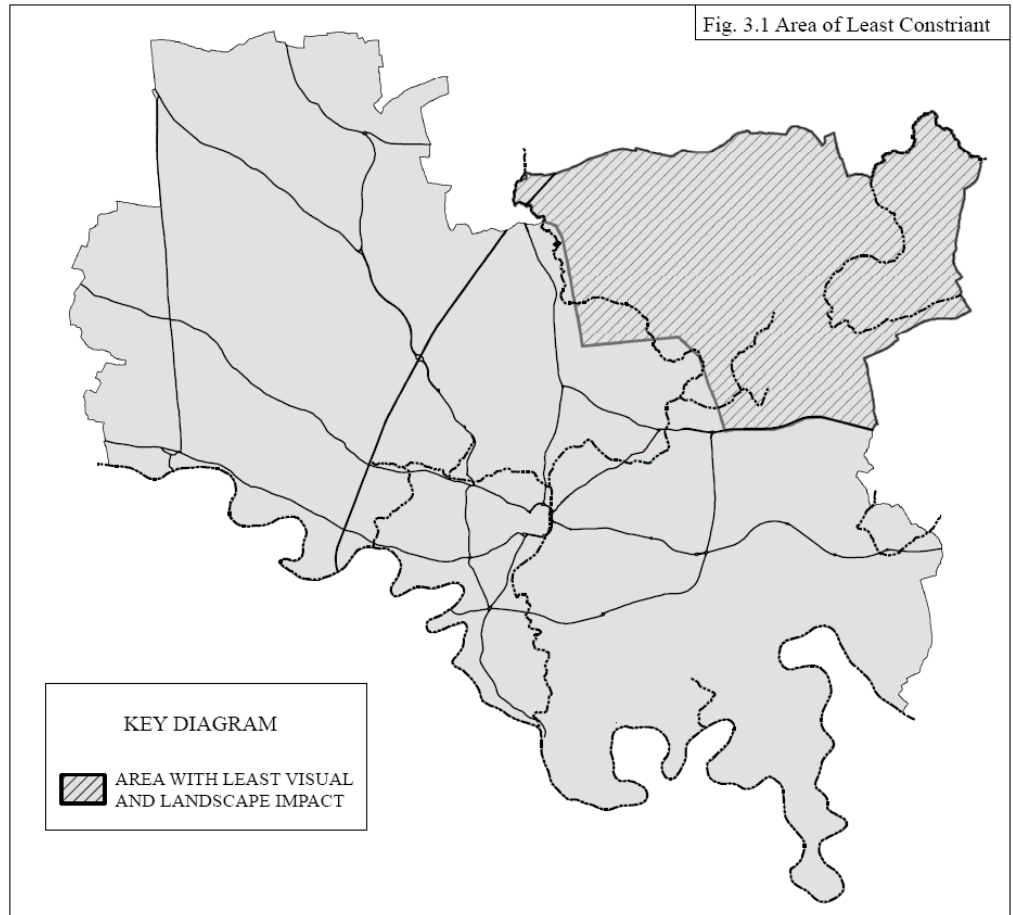 Fig. 3.1 Area of Least Constriant
KEY DIAGRAM
AREA WITH LEAST VISUAL
AND LANDSCAPE IMPACT